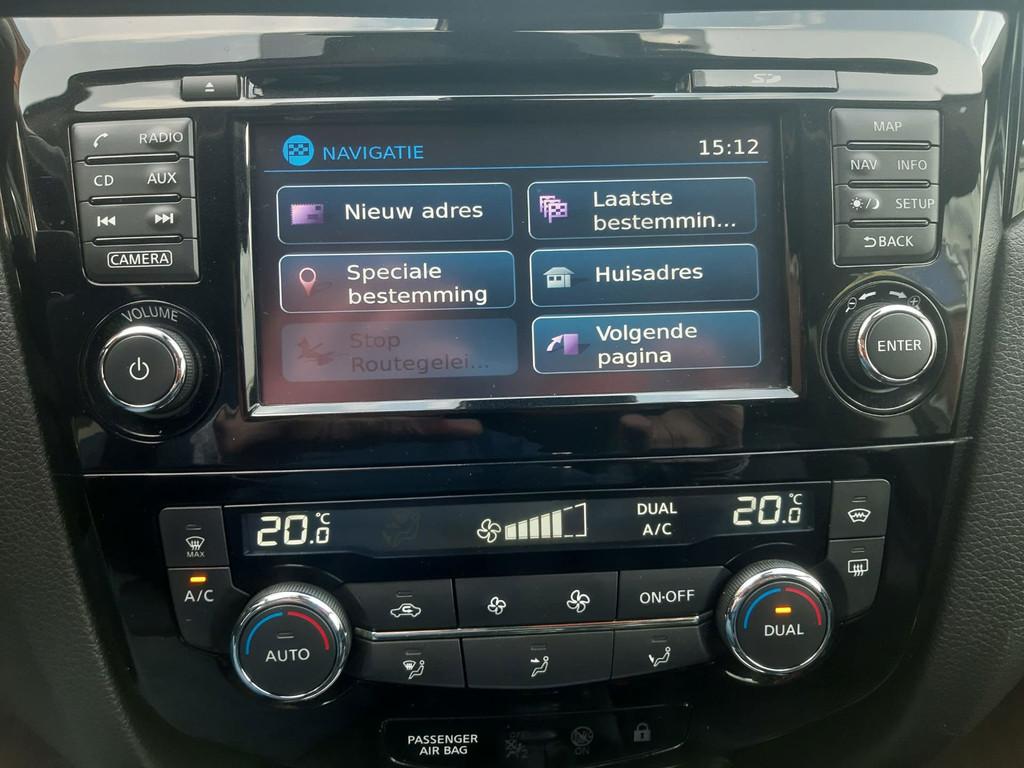 SD
RADIO
CD AUX
CAMERA
VOLUME
NAVIGATIE 15:12
Nieuw adres
Laatste
bestemmin...
Speciale
bestemming
Huisadres
Stop
Routegelei...
Volgende
pagina
MAP
NAV INFO
SETUP
BACK
ENTER
20.0°C
DUAL
A/C
20.0°C
MAX
A/C
AUTO
ON·OFF
DUAL
PASSENGER
AIR BAG
ON